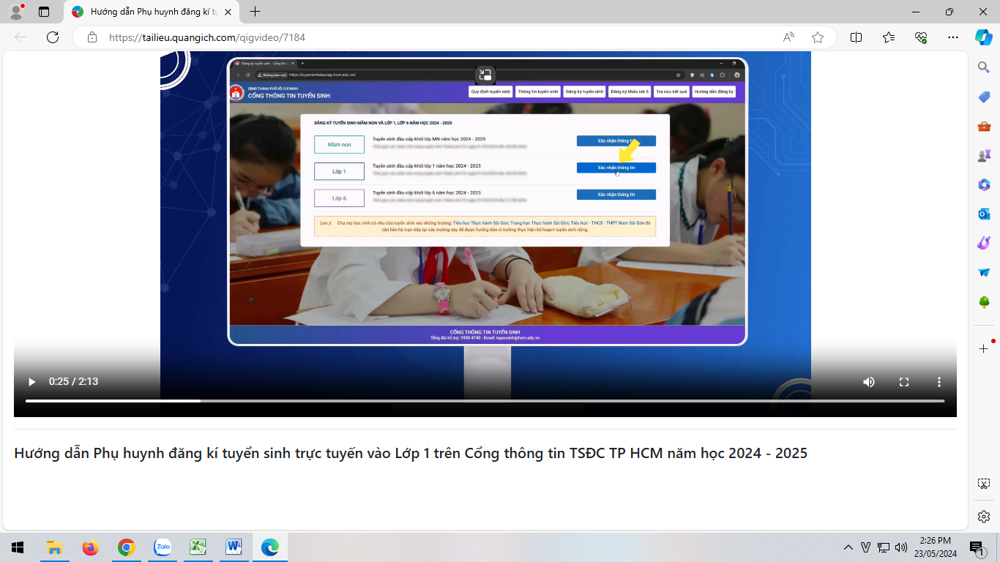 Hướng dẫn Phụ huynh đăng kí tu
https://tailieu.quangich.com/qigvideo/7184
Đăng ký tuyển sinh - Cổng thôn
Không bảo mật https://tuyensinhdaucap.hcm.edu.vn/
UBND THÀNH PHỐ HỒ CHÍ MINH
CỔNG THÔNG TIN TUYỂN SINH
Quy định tuyển sinh Thông tin tuyển sinh Đăng ký tuyển sinh Đăng ký khảo sát 6 Tra cứu kết quả Hướng dẫn đăng ký
ĐĂNG KÝ TUYỂN SINH MẦM NON VÀ LỚP 1, LỚP 6 NĂM HỌC 2024 - 2025
Mầm non
Tuyển sinh đầu cấp khối lớp MN năm học 2024 - 2025
Xác nhận thông ti
Lớp 1
Tuyển sinh đầu cấp khối lớp 1 năm học 2024 - 2025
Xác nhận thông tin
Lớp 6
Tuyển sinh đầu cấp khối lớp 6 năm học 2024 - 2025
Xác nhận thông tin
Lưu ý: Cha mẹ học sinh có nhu cầu tuyển sinh vào những trường: Tiểu học Thực hành Sài Gòn; Trung học Thực hành Sài Gòn; Tiểu học - THCS - THPT Nam Sài Gòn thì
cần liên hệ trực tiếp tại các trường này để được hướng dẫn vì trường thực hiện kế hoạch tuyển sinh riêng.
CỔNG THÔNG TIN TUYỂN SINH
Tổng đài hỗ trợ: 1900 4740 - Email: tuyensinh@hcm.edu.vn
0:25 / 2:13
Hướng dẫn Phụ huynh đăng kí tuyển sinh trực tuyến vào Lớp 1 trên Cổng thông tin TSĐC TP HCM năm học 2024 - 2025
Zalo
2:26 PM
23/05/2024
1